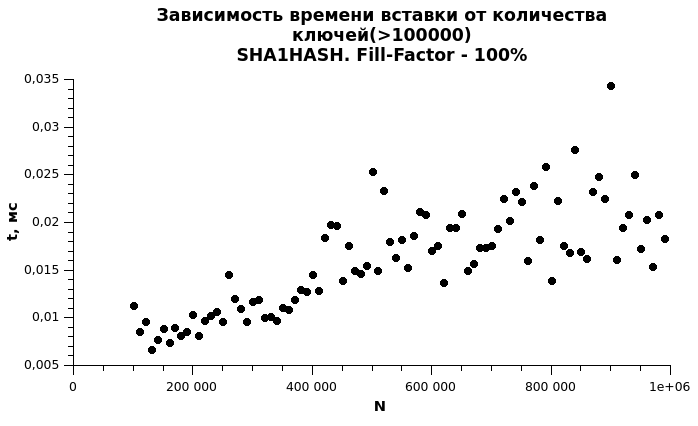 Зависимость времени вставки от количества
ключей(>100000)
SHA1HASH. Fill-Factor - 100%
0,035
0,03
0,025
0,02
0,015
0,01
0,005
t, мс
0 200 000 400 000 600 000 800 000 1e+06
N